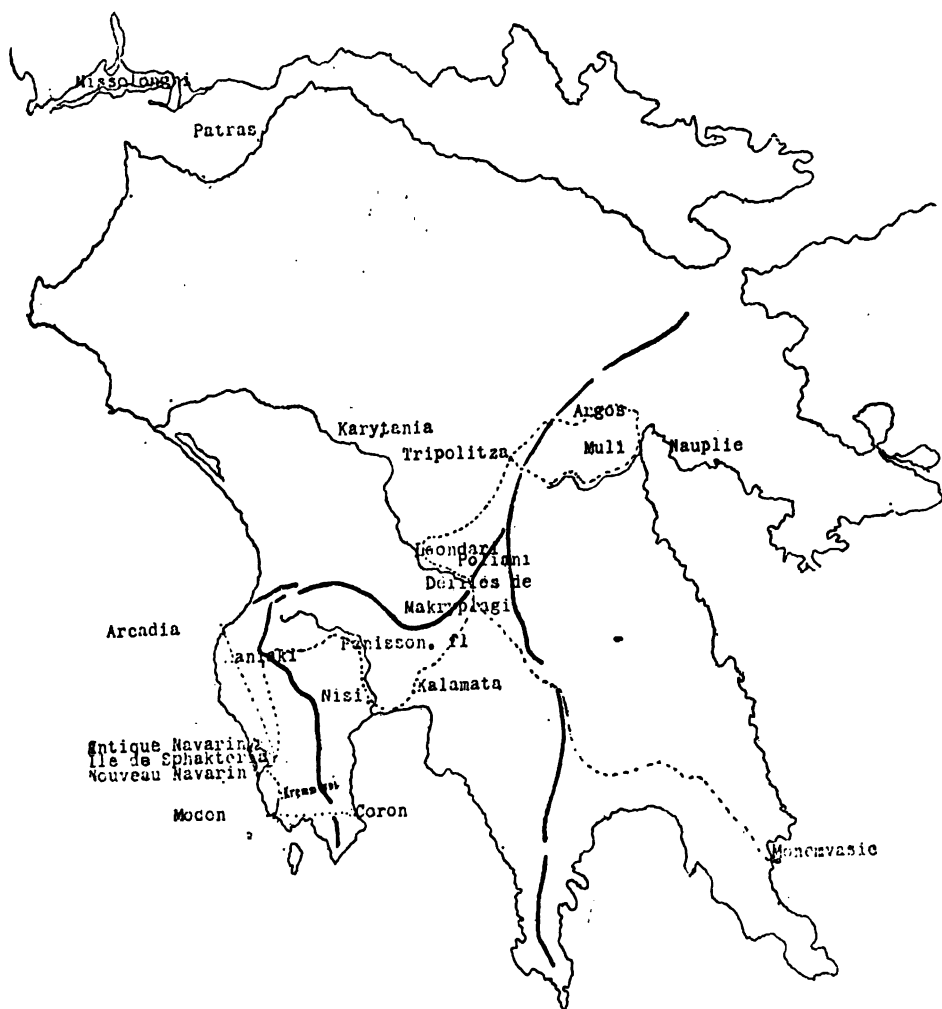 Missolonghi
Patras
Karytania
Argos
Tripolitza
Muli
Nauplie
Leondari
Poliani
Defilés de
Makryplagi
Arcadia
aniaki
Panisson. fl
Nisi
Kalamata
Antique Navarin
Ile de Sphakteria
Nouveau Navarin
Modon
Coron
Monemvasie